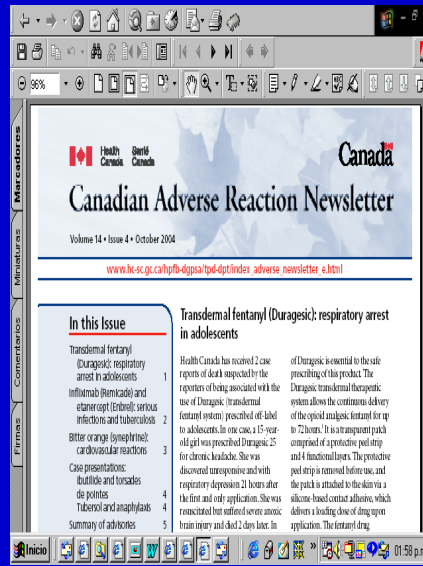 96%
Marcadores
Miniaturas
Comentarios
Firmas
Health Santé
Canada Canada
Canada
Canadian Adverse Reaction Newsletter
Volume 14 • Issue 4 • October 2004
www.hc-sc.gc.ca/hpfb-dgpsa/tpd-dpt/index_adverse_newsletter_e.html
In this Issue
Transdermal fentanyl
(Duragesic): respiratory
arrest in adolescents 1
Infliximab (Remicade) and
etanercept (Enbrel): serious
infections and tuberculosis 2
Bitter orange (synephrine):
cardiovascular reactions 3
Case presentations:
Ibutilide and torsades
de pointes 4
Tubersol and anaphylaxis 4
Summary of advisories 5
Transdermal fentanyl (Duragesic): respiratory arrest
in adolescents
Health Canada has received 2 case
reports of death suspected by the
reporters of being associated with the
use of Duragesic (transdermal
fentanyl system) prescribed off-label
to adolescents. In one case, a 15-year-
old girl was prescribed Duragesic 25
for chronic headache. She was
discovered unresponsive and with
respiratory depression 21 hours after
the first and only application. She was
resuscitated but suffered severe anoxic
brain injury and died 2 days later. In
of Duragesic is essential to the safe
prescribing of this product. The
Duragesic transdermal therapeutic
system allows the continuous delivery
of the opioid analgesic fentanyl for up
to 72 hours.¹ It is a transparent patch
comprised of a protective peel strip
and 4 functional layers. The protective
peel strip is removed before use, and
the patch is attached to the skin via a
silicone-based contact adhesive, which
delivers a loading dose of drug upon
application. The fentanyl drug
Inicio
01:58 p.m